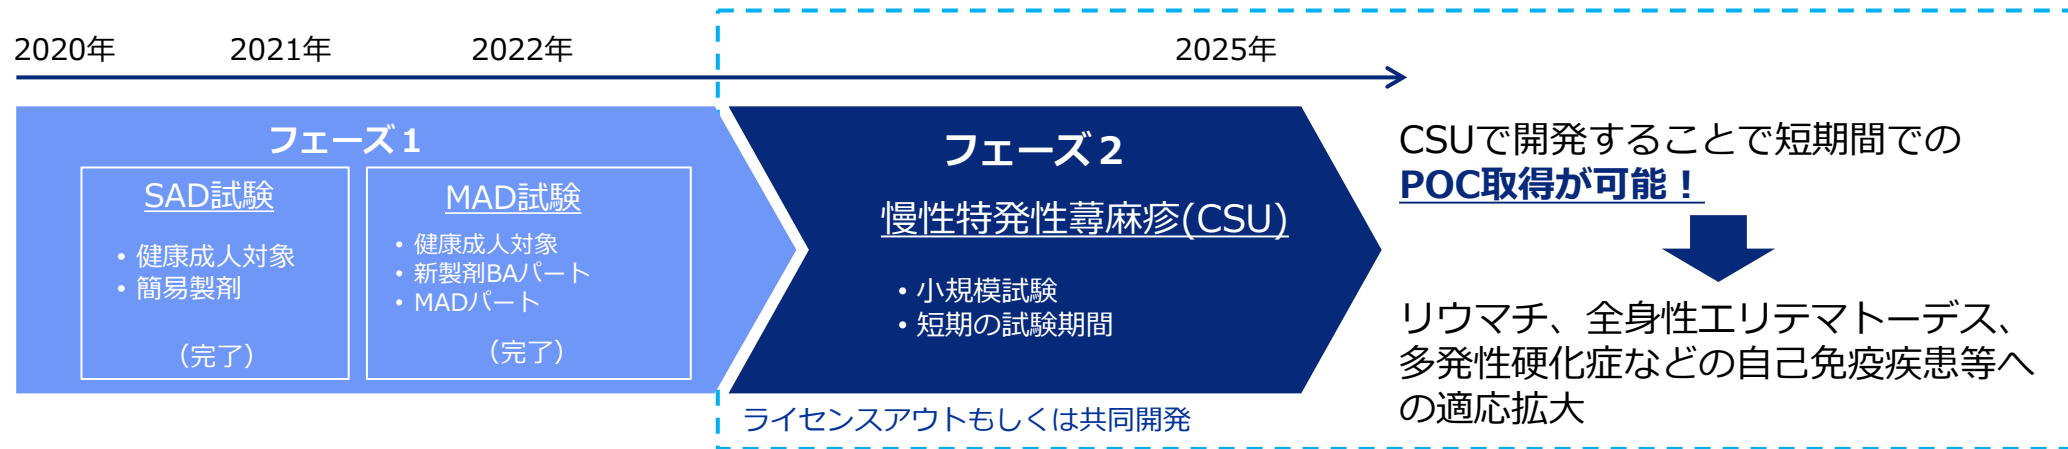 2020年
2021年
2022年
2025年
フェーズ１
SAD試験
・健康成人対象
・簡易製剤
（完了）
MAD試験
・健康成人対象
・新製剤BAパート
・MADパート
（完了）
フェーズ２
慢性特発性蕁麻疹(CSU)
・小規模試験
・短期の試験期間
ライセンスアウトもしくは共同開発
CSUで開発することで短期間での
POC取得が可能！
リウマチ、全身性エリテマトーデス、
多発性硬化症などの自己免疫疾患等へ
の適応拡大